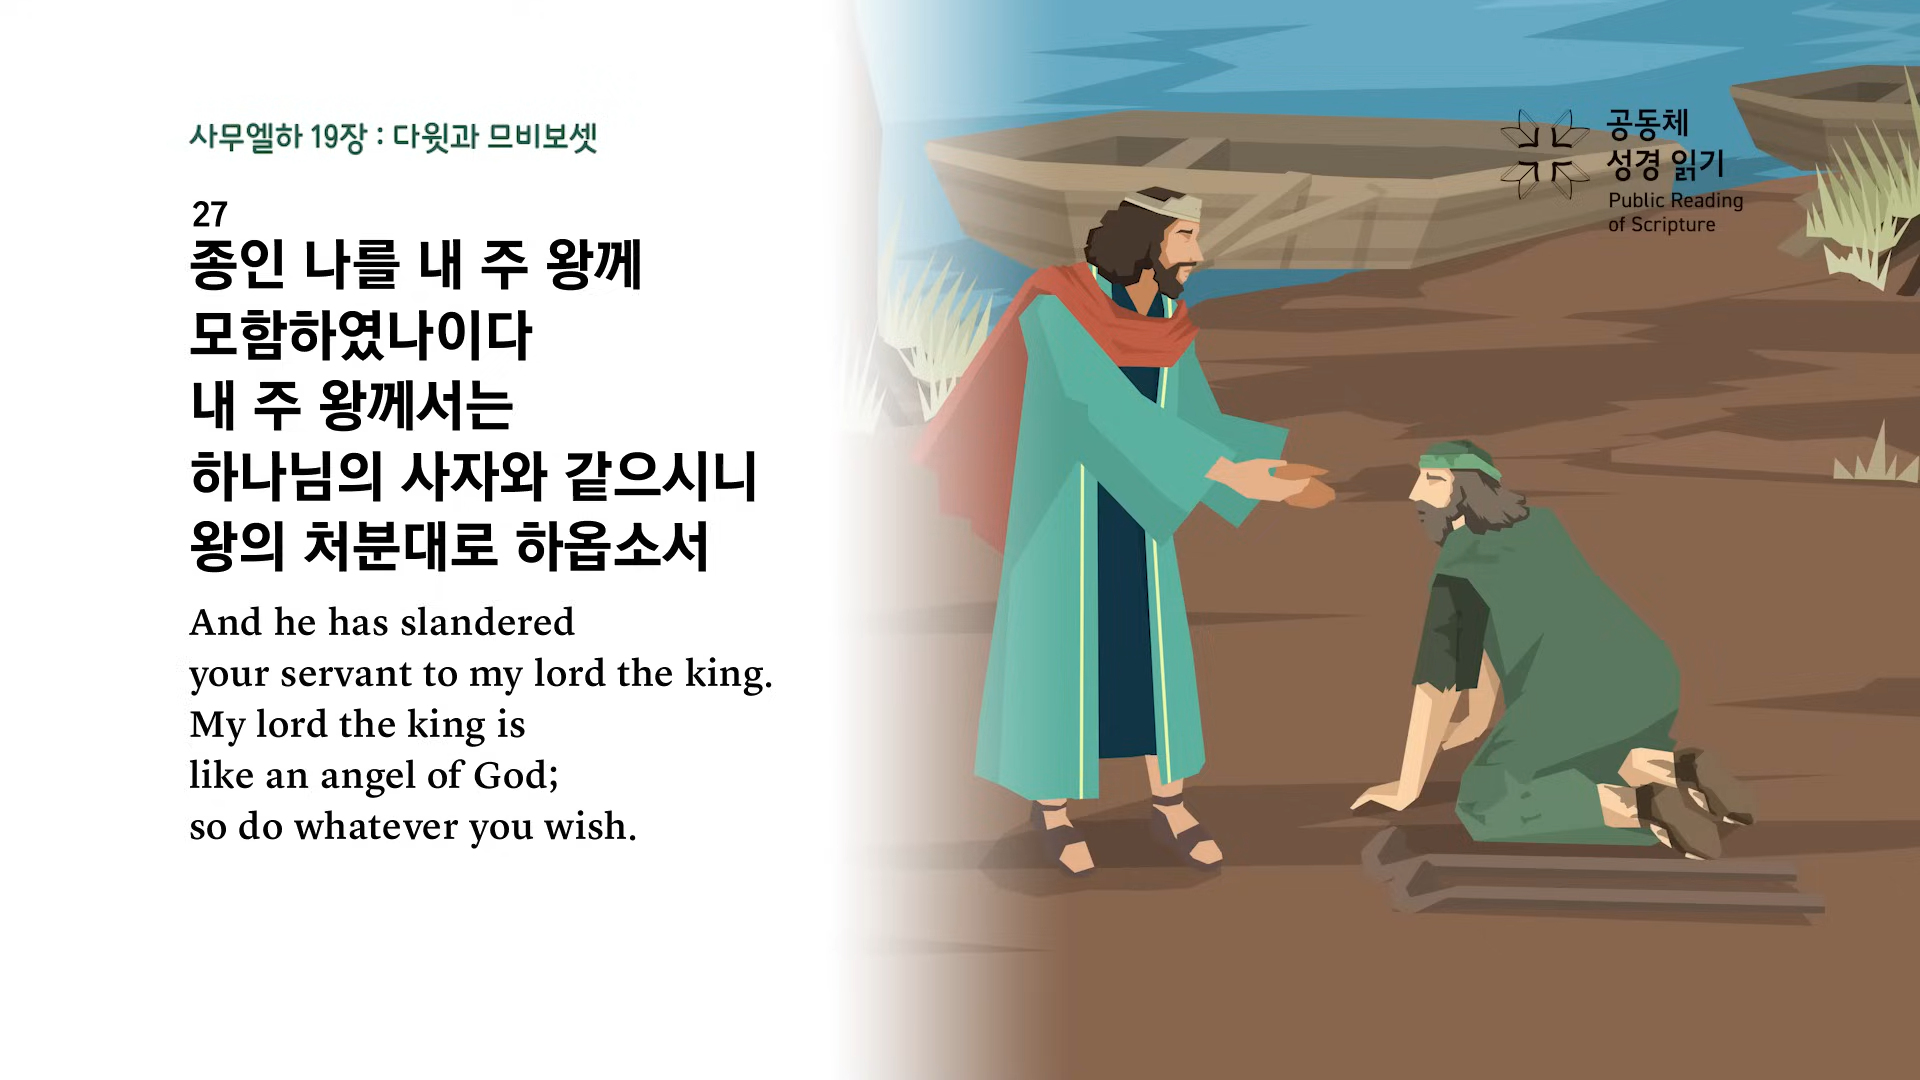 사무엘하 19장 : 다윗과 므비보셋
27
종인 나를 내 주 왕께
모함하였나이다
내 주 왕께서는
하나님의 사자와 같으시니
왕의 처분대로 하옵소서
And he has slandered
your servant to my lord the king.
My lord the king is
like an angel of God;
so do whatever you wish.
공동체
성경 읽기
Public Reading
of Scripture